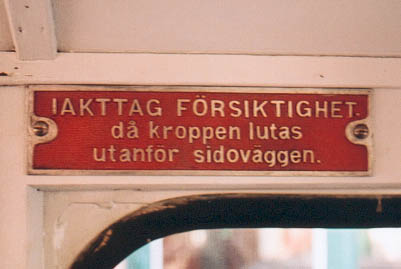 IAKTTAG FÖRSIKTIGHET.
då kroppen lutas
utanför sidoväggen.